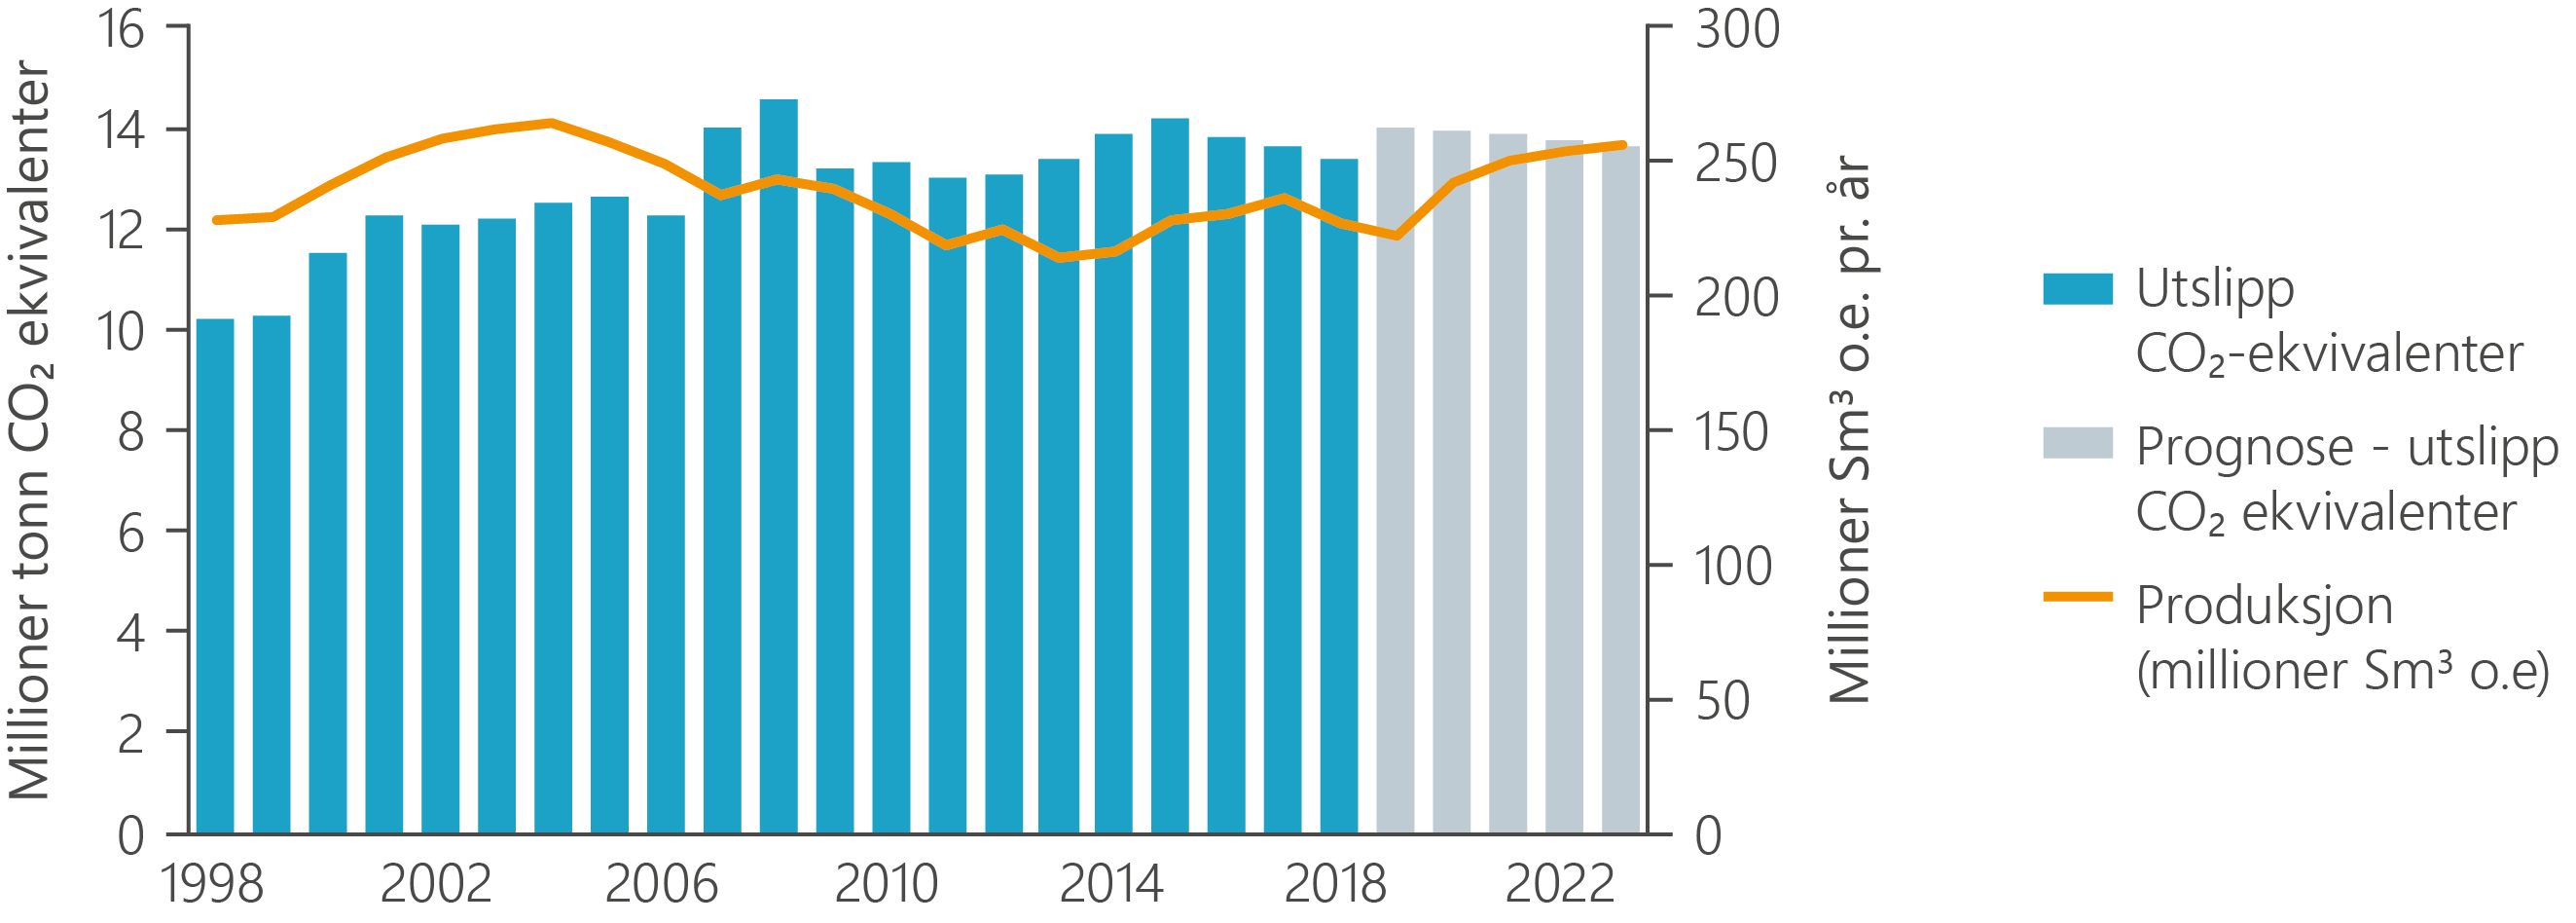 Millioner tonn CO₂ ekvivalenter
16
14
12
10
8
6
4
2
0
1998 2002 2006 2010 2014 2018 2022
300
250
200
150
100
50
0
Millioner Sm³ o.e. pr. år
Utslipp
CO₂-ekvivalenter
Prognose - utslipp
CO₂ ekvivalenter
Produksjon
(millioner Sm³ o.e)